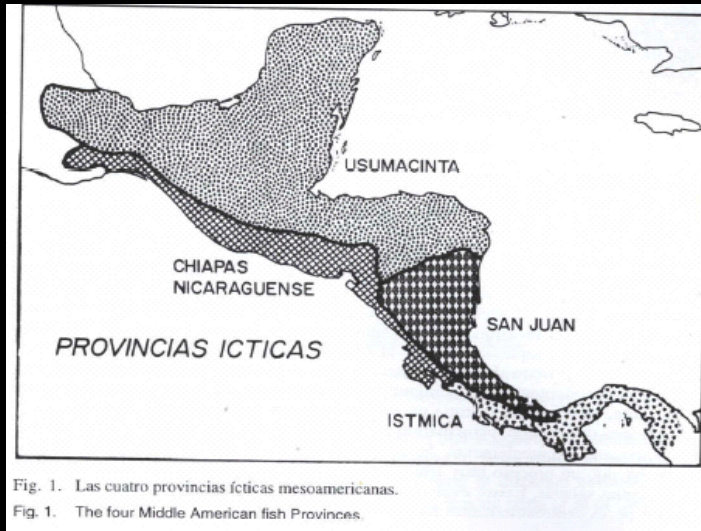 USUMACINTA
CHIAPAS
NICARAGUENSE
SAN JUAN
PROVINCIAS ICTICAS
ISTMICA
Fig. 1. Las cuatro provincias ícticas mesoamericanas.
Fig. 1. The four Middle American fish Provinces.